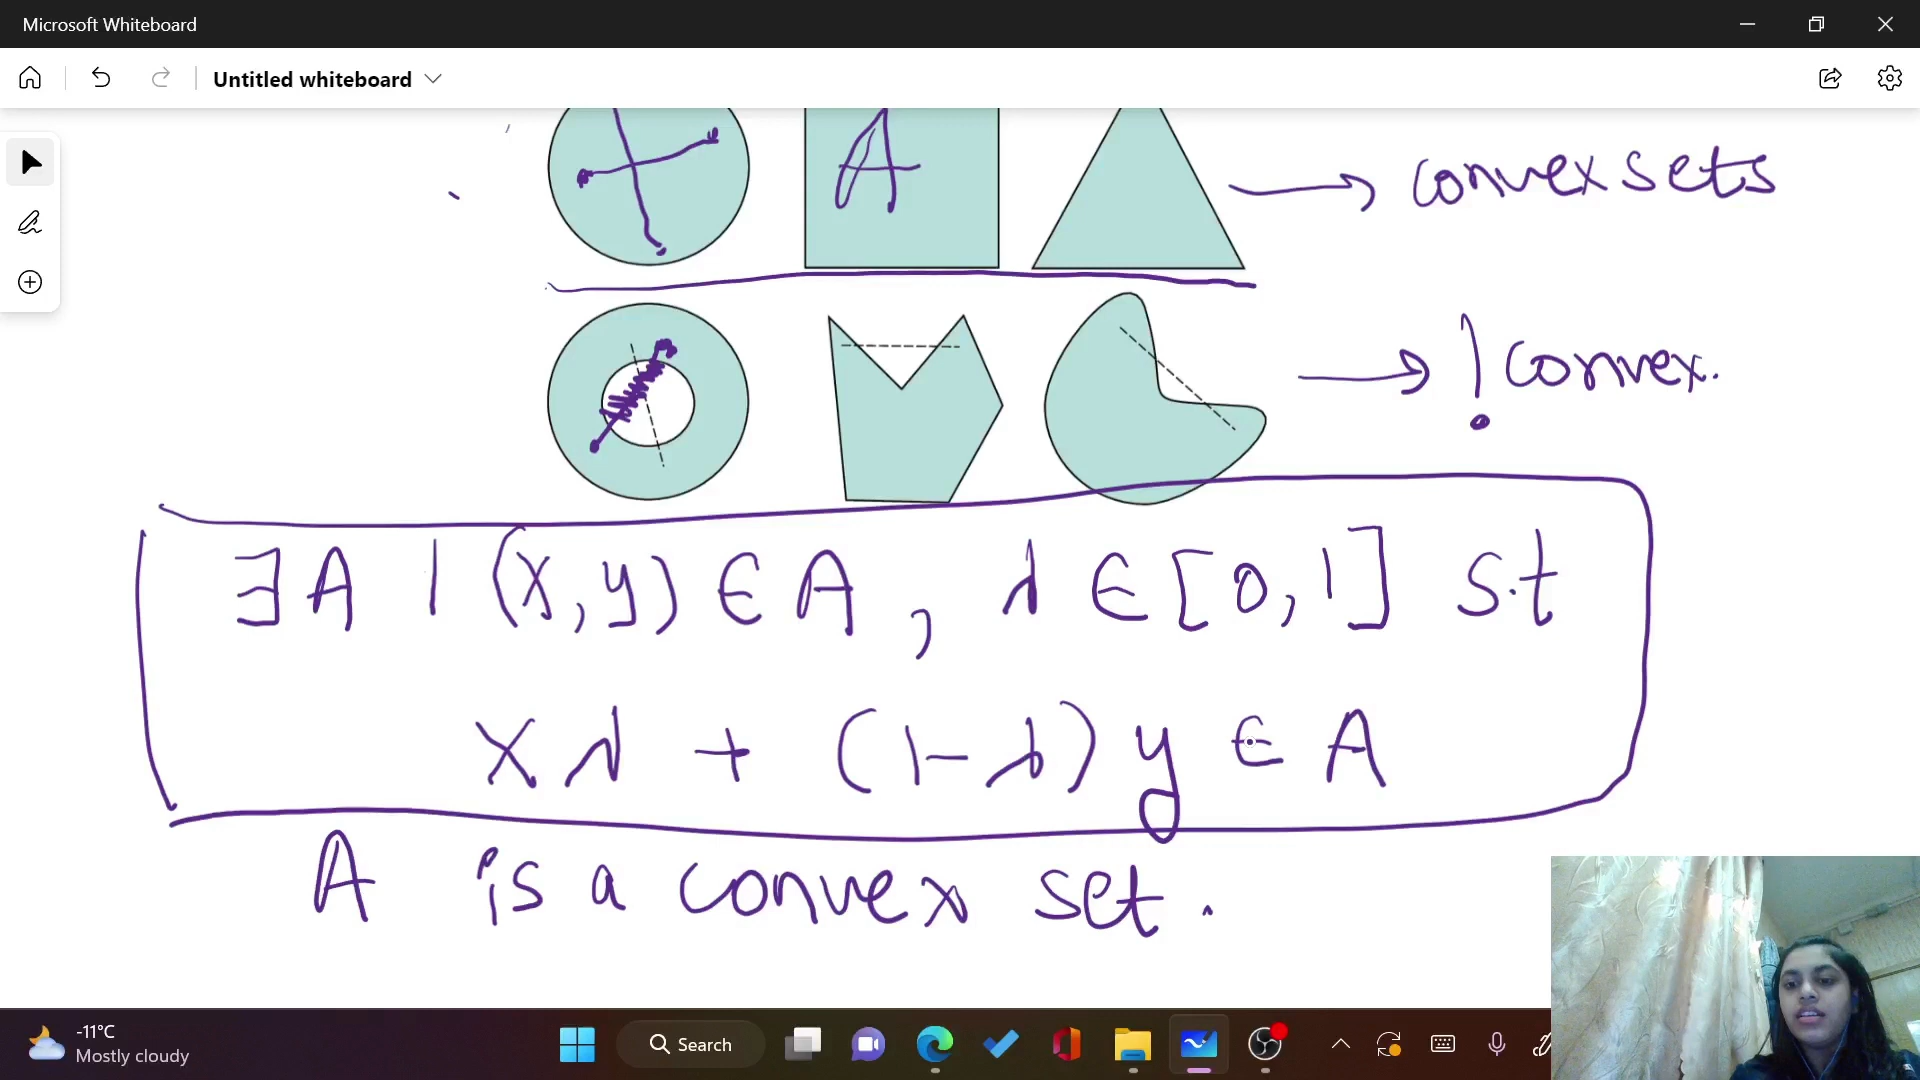 Microsoft Whiteboard
Untitled whiteboard
A
convex sets
! convex.
∃ A | (x, y) ∈ A , λ ∈ [0, 1] s.t
xλ + (1-λ) y ∈ A
A is a convex set.
-11°C
Mostly cloudy
Search